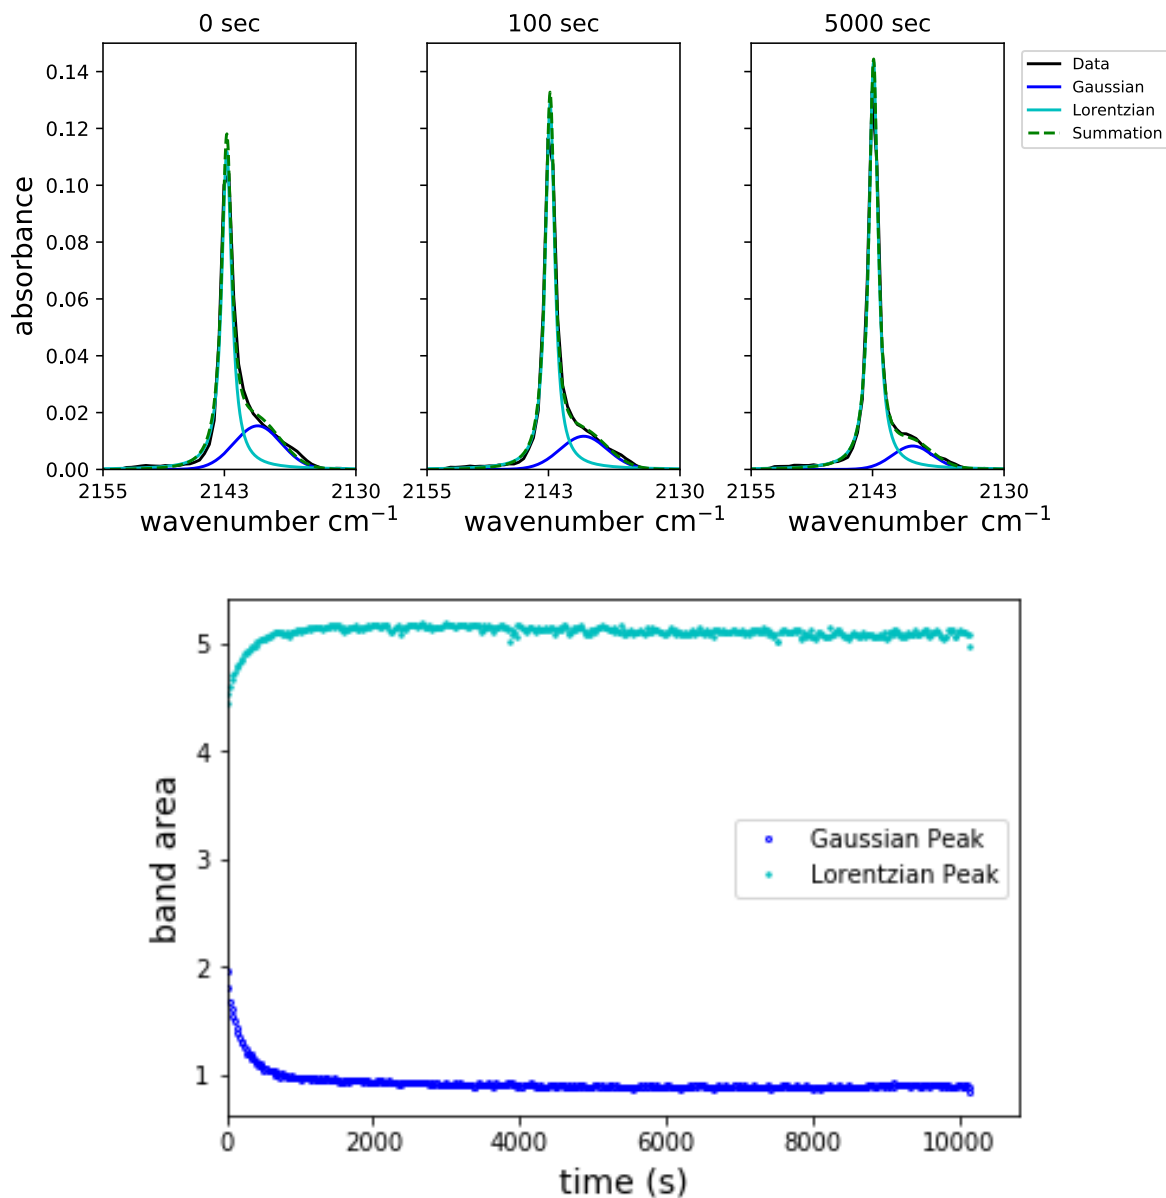 0 sec
100 sec
5000 sec
absorbance
0.14
0.12
0.10
0.08
0.06
0.04
0.02
0.00
2155
2143
2130
wavenumber cm⁻¹
2155
2143
2130
wavenumber cm⁻¹
2155
2143
2130
wavenumber cm⁻¹
Data
Gaussian
Lorentzian
Summation
band area
5
4
3
2
1
Gaussian Peak
Lorentzian Peak
0
2000
4000
6000
8000
10000
time (s)